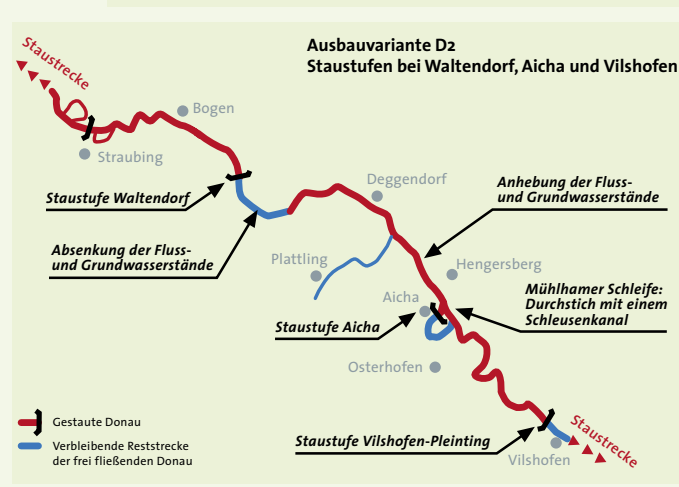 Ausbauvariante D2
Staustufen bei Waltendorf, Aicha und Vilshofen
Staustrecke
Bogen
Straubing
Staustufe Waltendorf
Deggendorf
Anhebung der Fluss-
und Grundwasserstände
Absenkung der Fluss-
und Grundwasserstände
Plattling
Hengersberg
Aicha
Mühlhamer Schleife:
Durchstich mit einem
Schleusenkanal
Staustufe Aicha
Osterhofen
Gestaute Donau
Verbleibende Reststrecke
der frei fließenden Donau
Staustufe Vilshofen-Pleinting
Staustrecke
Vilshofen